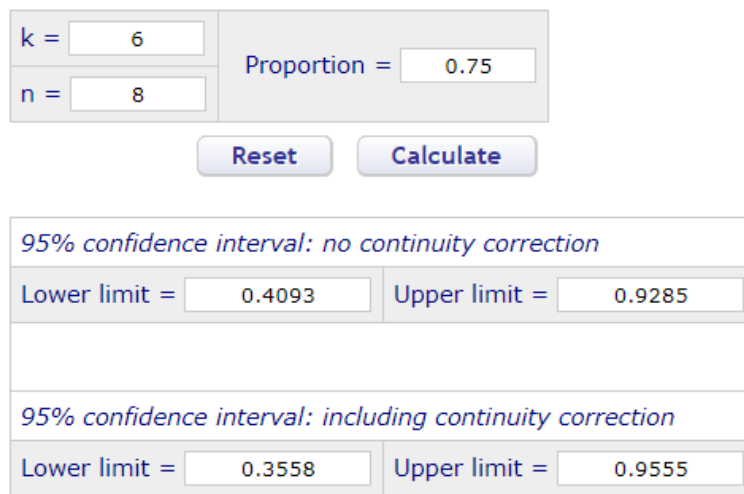 k = 6
n = 8
Proportion = 0.75
Reset Calculate
95% confidence interval: no continuity correction
Lower limit = 0.4093 Upper limit = 0.9285
95% confidence interval: including continuity correction
Lower limit = 0.3558 Upper limit = 0.9555